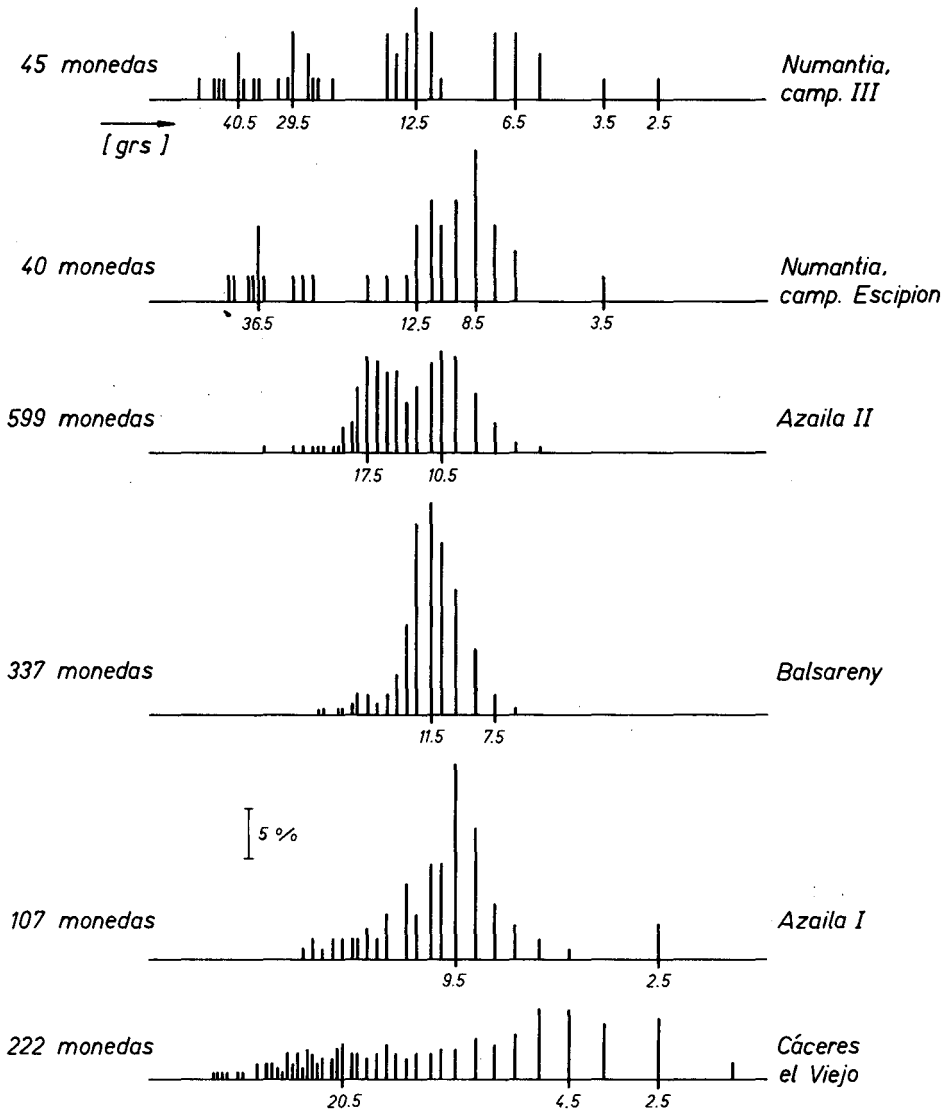 45 monedas
Numantia,
camp. III
40.5 29.5 12.5 6.5 3.5 2.5
[grs]
40 monedas
Numantia,
camp. Escipion
36.5 12.5 8.5 3.5
599 monedas
Azaila II
17.5 10.5
337 monedas
Balsareny
11.5 7.5
5 %
107 monedas
Azaila I
9.5 2.5
222 monedas
Cáceres
el Viejo
20.5 4.5 2.5